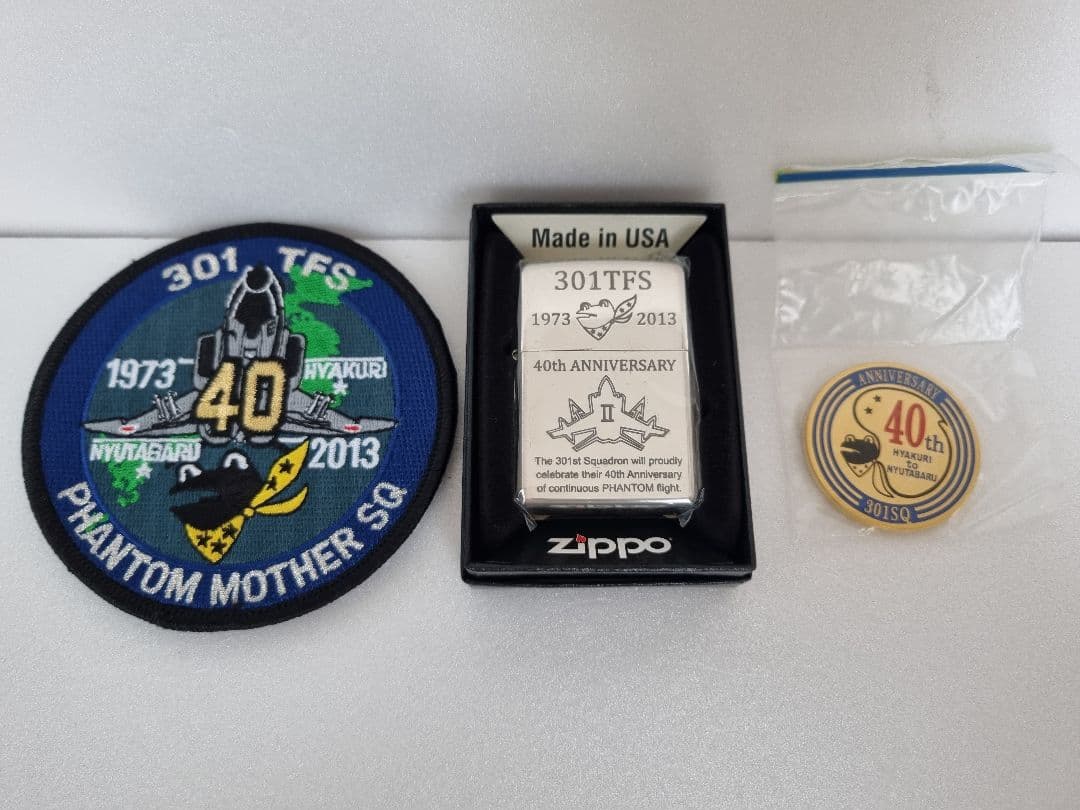 301 TFS
1973
HYAKURI
40
NYUTABARU
2013
PHANTOM MOTHER SQ
Made in USA
301TFS
1973 2013
40th ANNIVERSARY
II
The 301st Squadron will proudly
celebrate their 40th Anniversary
of continuous PHANTOM flight.
zippo
ANNIVERSARY
40th
HYAKURI
to
NYUTABARU
301SQ